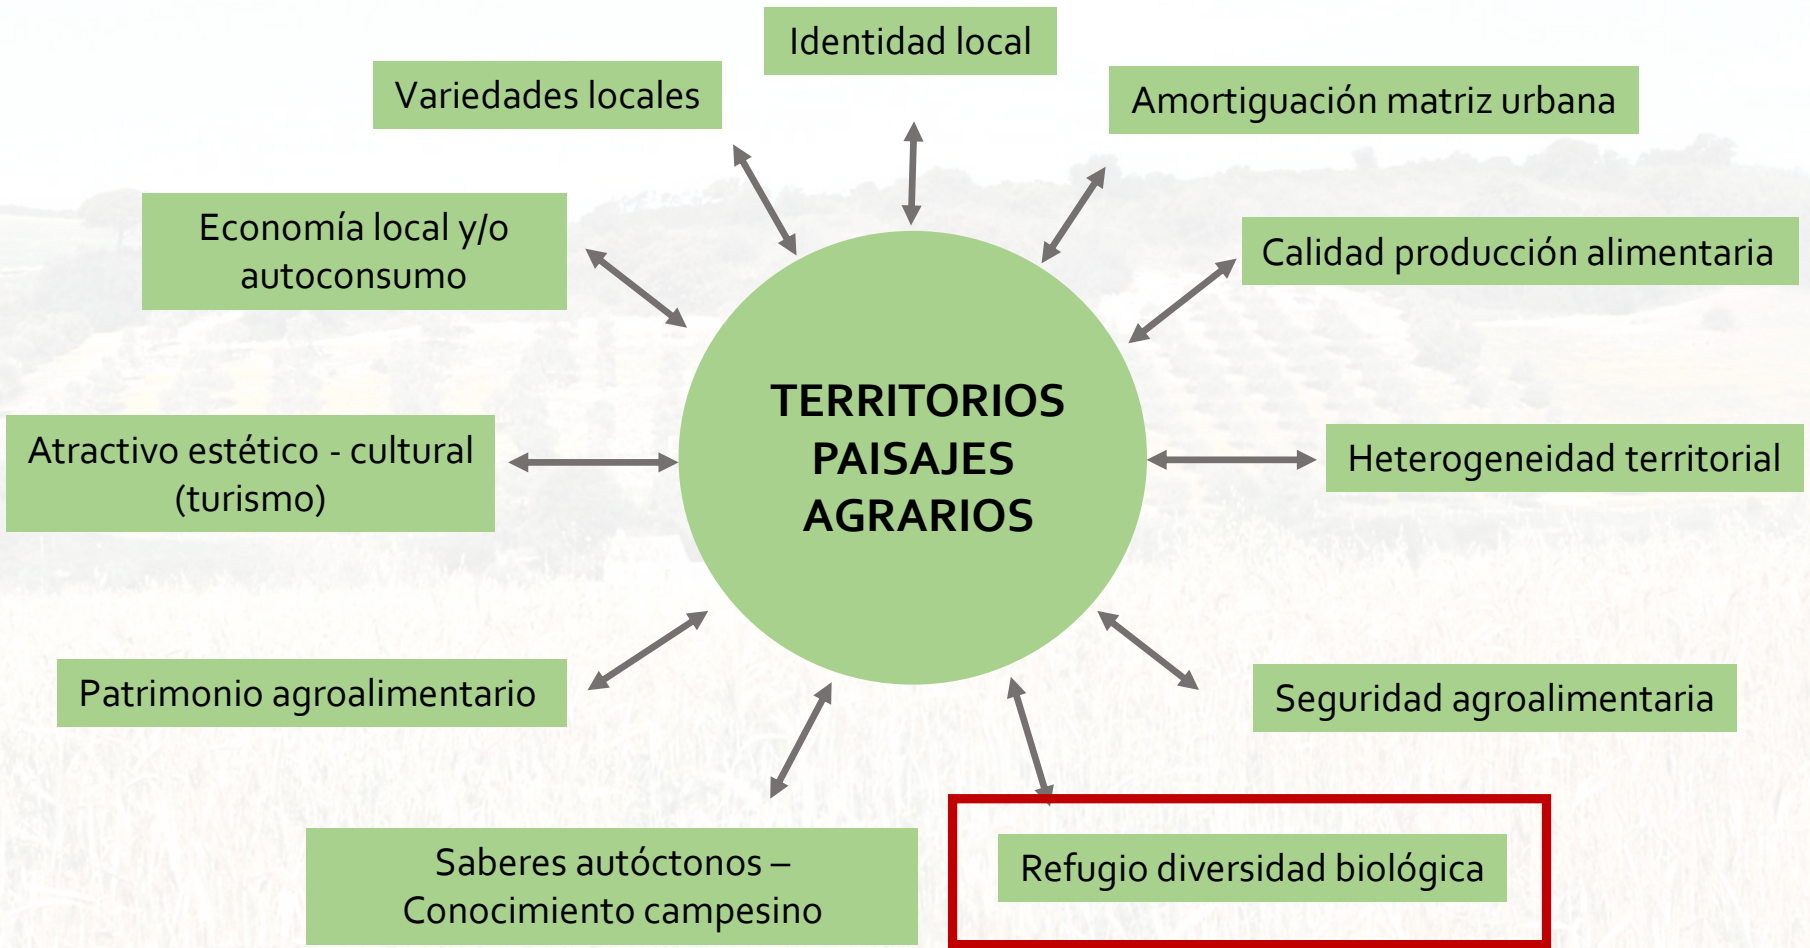 Identidad local
Variedades locales
Amortiguación matriz urbana
Economía local y/o
autoconsumo
Calidad producción alimentaria
TERRITORIOS
PAISAJES
AGRARIOS
Atractivo estético - cultural
(turismo)
Heterogeneidad territorial
Patrimonio agroalimentario
Seguridad agroalimentaria
Saberes autóctonos –
Conocimiento campesino
Refugio diversidad biológica